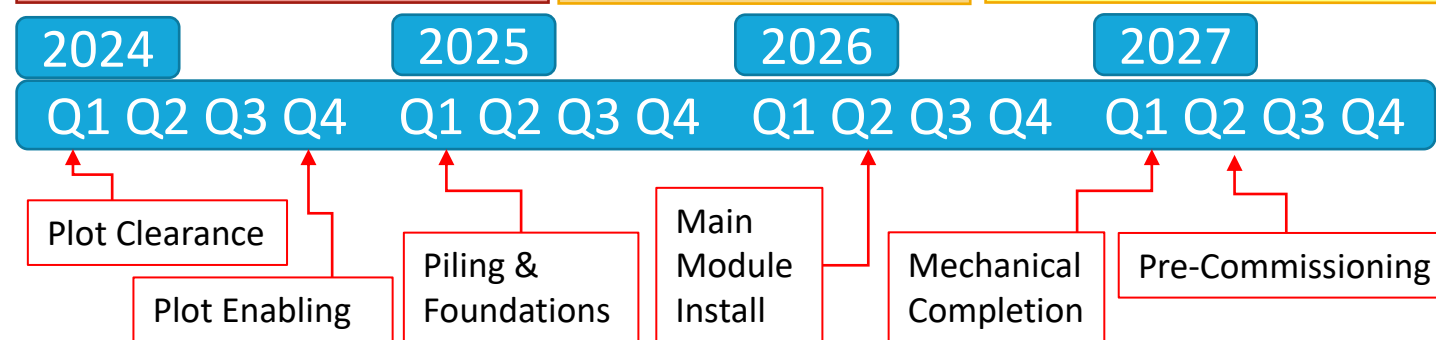 2024 2025 2026 2027
Q1 Q2 Q3 Q4 Q1 Q2 Q3 Q4 Q1 Q2 Q3 Q4 Q1 Q2 Q3 Q4
Plot Clearance
Plot Enabling
Piling &
Foundations
Main
Module
Install
Mechanical
Completion
Pre-Commissioning